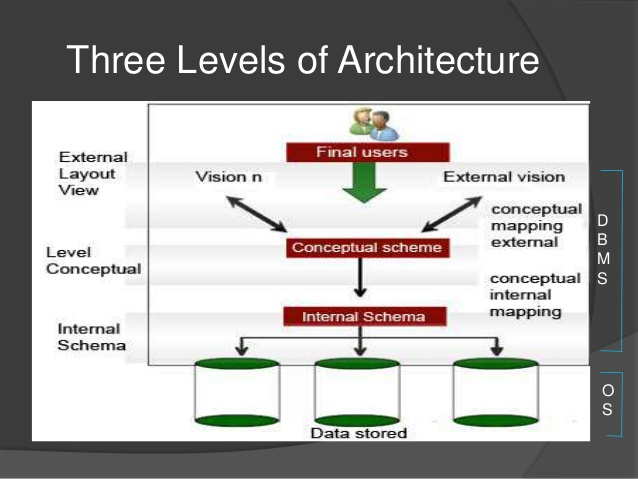 Three Levels of Architecture
Final users
External
Layout
View
Vision n
External vision
conceptual
mapping
external
Level
Conceptual
Conceptual scheme
conceptual
internal
mapping
Internal
Schema
Internal Schema
Data stored
D
B
M
S
O
S